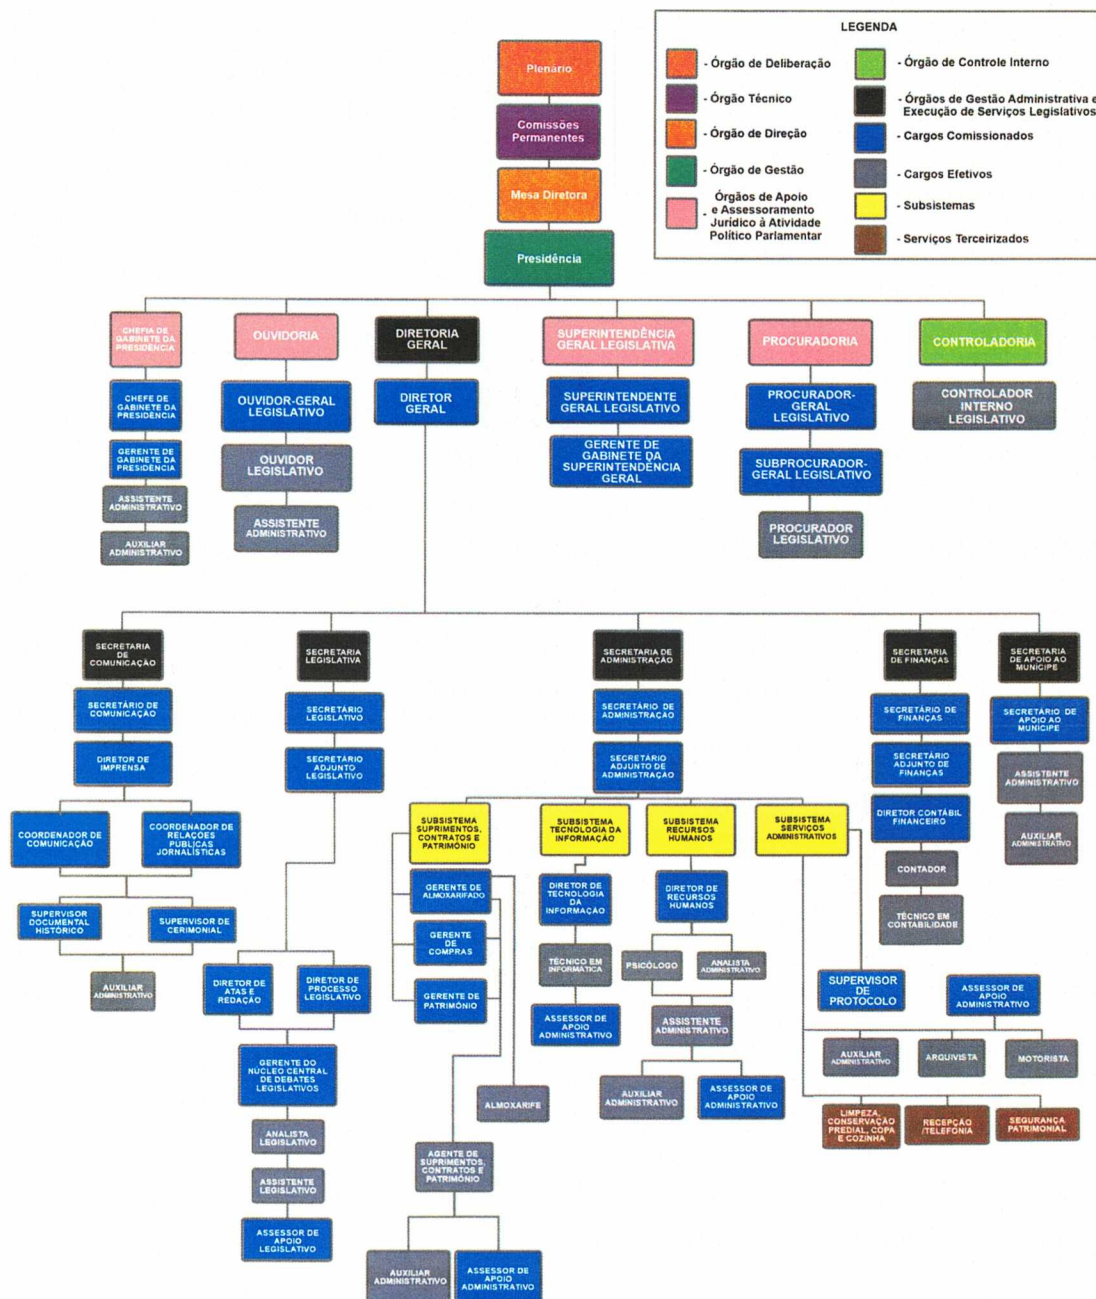 LEGENDA
- Órgão de Deliberação
- Órgão Técnico
- Órgão de Direção
- Órgão de Gestão
- Órgãos de Apoio
e Assessoramento
Jurídico à Atividade
Político Parlamentar
- Órgão de Controle Interno
- Órgãos de Gestão Administrativa e
Execução de Serviços Legislativos
- Cargos Comissionados
- Cargos Efetivos
- Subsistemas
- Serviços Terceirizados
Plenário
Comissões
Permanentes
Mesa Diretora
Presidência
CHEFIA DE
GABINETE DA
PRESIDÊNCIA
CHEFE DE
GABINETE DA
PRESIDÊNCIA
GERENTE DE
GABINETE DA
PRESIDÊNCIA
ASSISTENTE
ADMINISTRATIVO
AUXILIAR
ADMINISTRATIVO
OUVIDORIA
OUVIDOR-GERAL
LEGISLATIVO
OUVIDOR
LEGISLATIVO
ASSISTENTE
ADMINISTRATIVO
DIRETORIA
GERAL
DIRETOR
GERAL
SUPERINTENDÊNCIA
GERAL LEGISLATIVA
SUPERINTENDENTE
GERAL LEGISLATIVO
GERENTE DE
GABINETE DA
SUPERINTENDÊNCIA
GERAL
PROCURADORIA
PROCURADOR-
GERAL
LEGISLATIVO
SUBPROCURADOR-
GERAL LEGISLATIVO
PROCURADOR
LEGISLATIVO
CONTROLADORIA
CONTROLADOR
INTERNO
LEGISLATIVO
SECRETARIA
DE
COMUNICAÇÃO
SECRETÁRIO DE
COMUNICAÇÃO
DIRETOR DE
IMPRENSA
COORDENADOR DE
COMUNICAÇÃO
COORDENADOR DE
RELAÇÕES
PÚBLICAS
JORNALÍSTICAS
SUPERVISOR
DOCUMENTAL
HISTÓRICO
SUPERVISOR DE
CERIMONIAL
AUXILIAR
ADMINISTRATIVO
SECRETARIA
LEGISLATIVA
SECRETÁRIO
LEGISLATIVO
SECRETÁRIO
ADJUNTO
LEGISLATIVO
DIRETOR DE
ATAS E
REDAÇÃO
DIRETOR DE
PROCESSO
LEGISLATIVO
GERENTE DO
NÚCLEO CENTRAL
DE DEBATES
LEGISLATIVOS
ANALISTA
LEGISLATIVO
ASSISTENTE
LEGISLATIVO
ASSESSOR DE
APOIO
LEGISLATIVO
SECRETARIA DE
ADMINISTRAÇÃO
SECRETÁRIO DE
ADMINISTRAÇÃO
SECRETÁRIO
ADJUNTO DE
ADMINISTRAÇÃO
SUBSISTEMA
SUPRIMENTOS,
CONTRATOS E
PATRIMÔNIO
GERENTE DE
ALMOXARIFADO
GERENTE
DE
COMPRAS
GERENTE DE
PATRIMÔNIO
ALMOXARIFE
AGENTE DE
SUPRIMENTOS,
CONTRATOS E
PATRIMÔNIO
AUXILIAR
ADMINISTRATIVO
ASSESSOR DE
APOIO
ADMINISTRATIVO
SUBSISTEMA
TECNOLOGIA DA
INFORMAÇÃO
DIRETOR DE
TECNOLOGIA
DA
INFORMAÇÃO
TÉCNICO EM
INFORMÁTICA
ASSESSOR DE
APOIO
ADMINISTRATIVO
SUBSISTEMA
RECURSOS
HUMANOS
DIRETOR DE
RECURSOS
HUMANOS
PSICÓLOGO
ANALISTA
ADMINISTRATIVO
ASSISTENTE
ADMINISTRATIVO
AUXILIAR
ADMINISTRATIVO
ASSESSOR DE
APOIO
ADMINISTRATIVO
SUBSISTEMA
SERVIÇOS
ADMINISTRATIVOS
SUPERVISOR
DE
PROTOCOLO
ASSESSOR DE
APOIO
ADMINISTRATIVO
AUXILIAR
ADMINISTRATIVO
ARQUIVISTA
MOTORISTA
LIMPEZA,
CONSERVAÇÃO
PREDIAL, COPA
E COZINHA
RECEPÇÃO
/TELEFONIA
SEGURANÇA
PATRIMONIAL
SECRETARIA
DE FINANÇAS
SECRETÁRIO DE
FINANÇAS
SECRETÁRIO
ADJUNTO DE
FINANÇAS
DIRETOR CONTÁBIL
FINANCEIRO
CONTADOR
TÉCNICO EM
CONTABILIDADE
SECRETARIA
DE APOIO AO
MUNICIPE
SECRETÁRIO DE
APOIO AO
MUNICIPE
ASSISTENTE
ADMINISTRATIVO
AUXILIAR
ADMINISTRATIVO